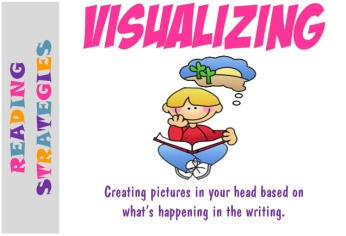 VISUALIZING
READING
STRATEGIES
Creating pictures in your head based on
what's happening in the writing.